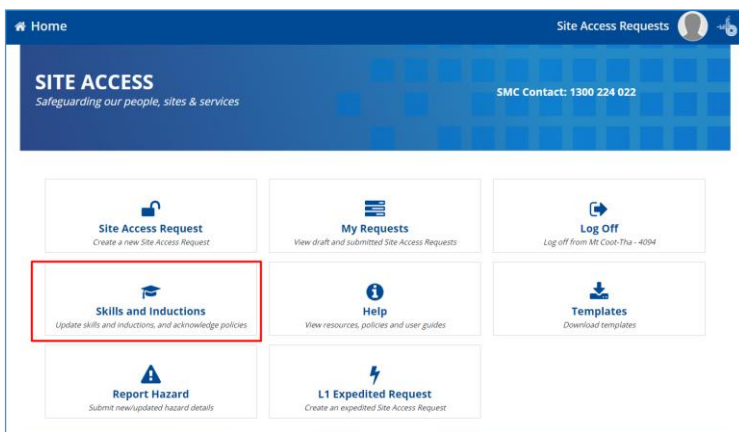 Home
Site Access Requests
SITE ACCESS
Safeguarding our people, sites & services
SMC Contact: 1300 224 022
Site Access Request
Create a new Site Access Request
My Requests
View draft and submitted Site Access Requests
Log Off
Log off from Mt Coot-Tha - 4094
Skills and Inductions
Update skills and inductions, and acknowledge policies
Help
View resources, policies and user guides
Templates
Download templates
Report Hazard
Submit new/updated hazard details
L1 Expedited Request
Create an expedited Site Access Request